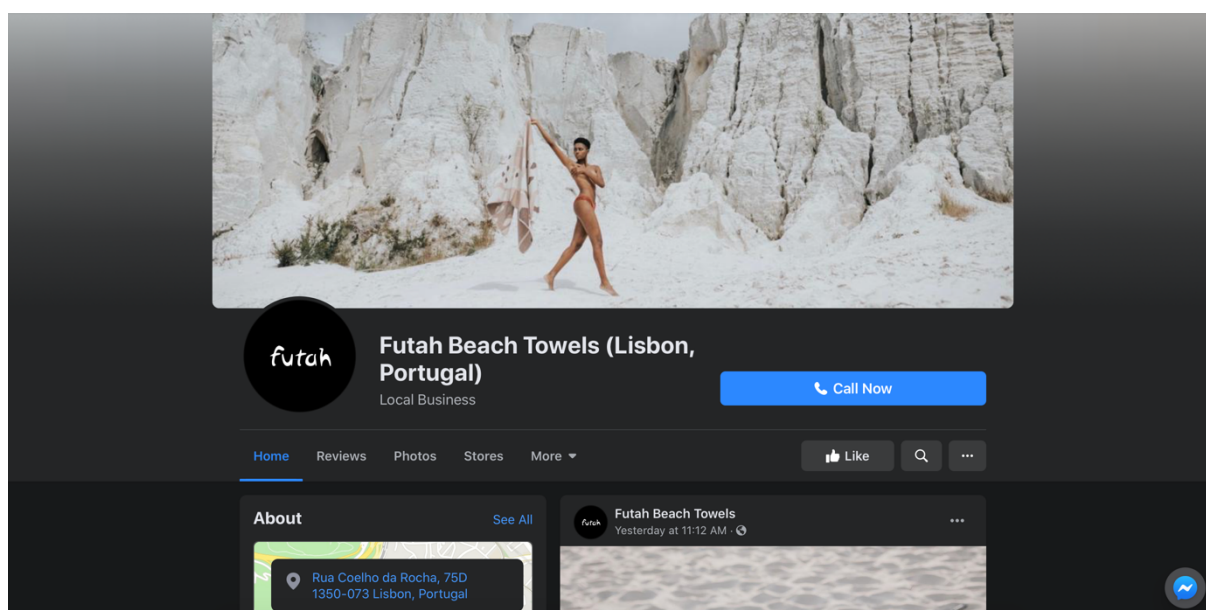 futah
Futah Beach Towels (Lisbon,
Portugal)
Local Business
Call Now
Home
Reviews
Photos
Stores
More
Like
About
See All
Rua Coelho da Rocha, 75D
1350-073 Lisbon, Portugal
futah
Futah Beach Towels
Yesterday at 11:12 AM ·